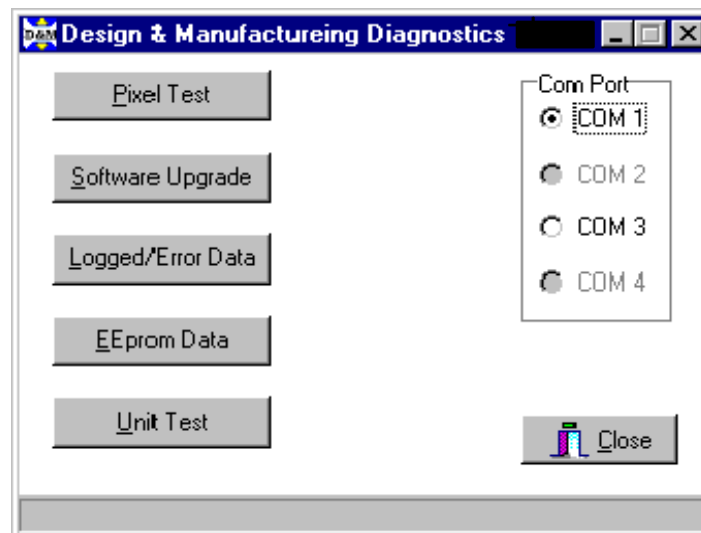 D&M Design & Manufactureing Diagnostics
Pixel Test
Software Upgrade
Logged/Error Data
EEprom Data
Unit Test
Com Port
COM 1
COM 2
COM 3
COM 4
Close